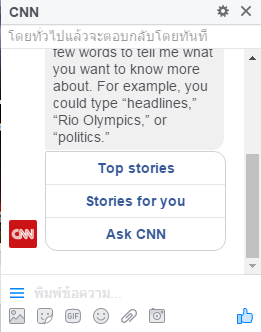 CNN
โดยทั่วไปแล้วจะตอบกลับโดยทันที
few words to tell me what
you want to know more
about. For example, you
could type “headlines,”
“Rio Olympics,” or
“politics.”
Top stories
Stories for you
Ask CNN
CNN
พิมพ์ข้อความ...
GIF